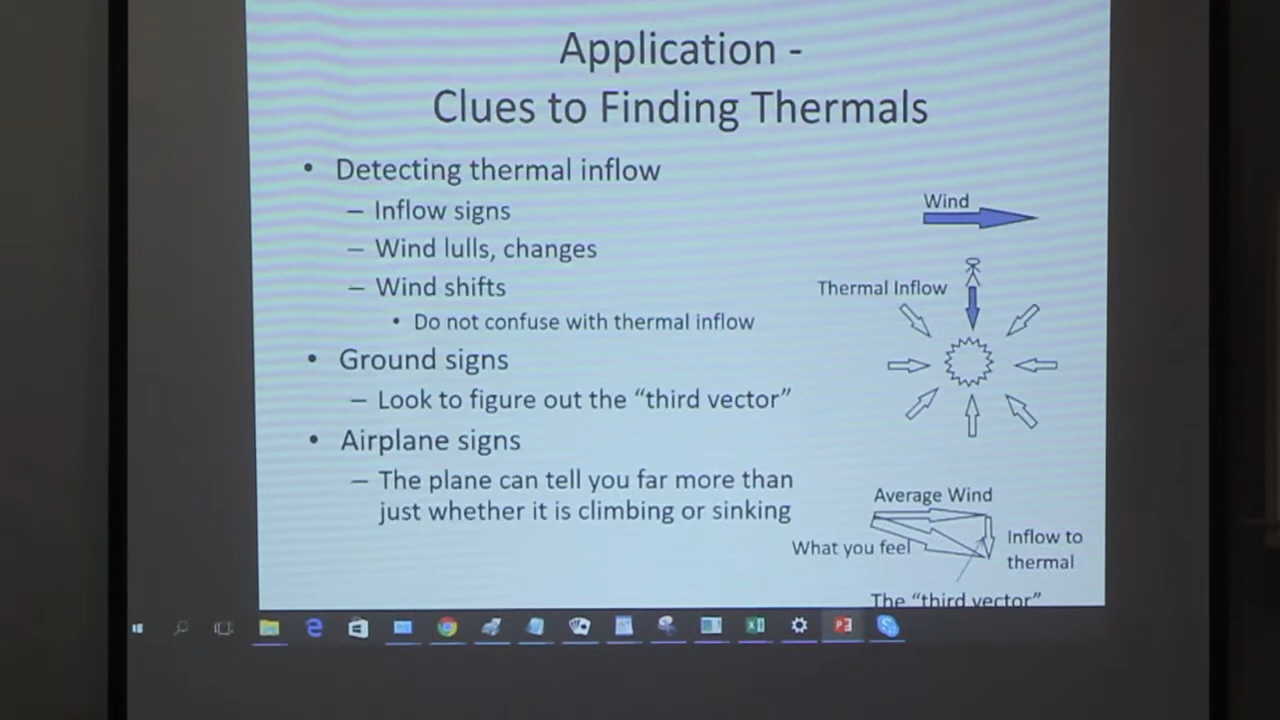 Application -
Clues to Finding Thermals
• Detecting thermal inflow
– Inflow signs
– Wind lulls, changes
– Wind shifts
• Do not confuse with thermal inflow
• Ground signs
– Look to figure out the “third vector”
• Airplane signs
– The plane can tell you far more than
just whether it is climbing or sinking
Wind
Thermal Inflow
Average Wind
What you feel
Inflow to
thermal
The “third vector”